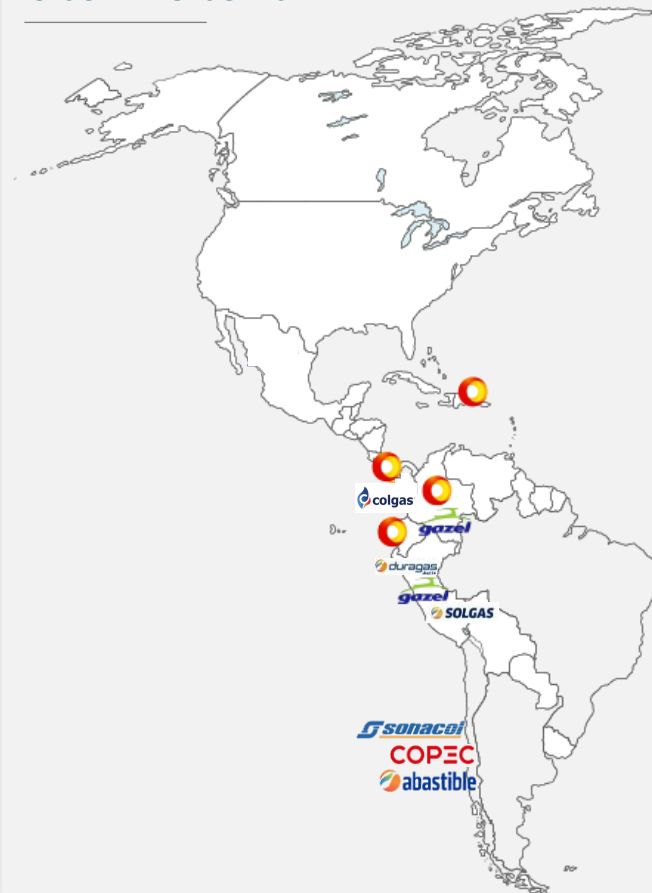 colgas
gazel
duragas
gazel
SOLGAS
sonacol
COPEC
abastible